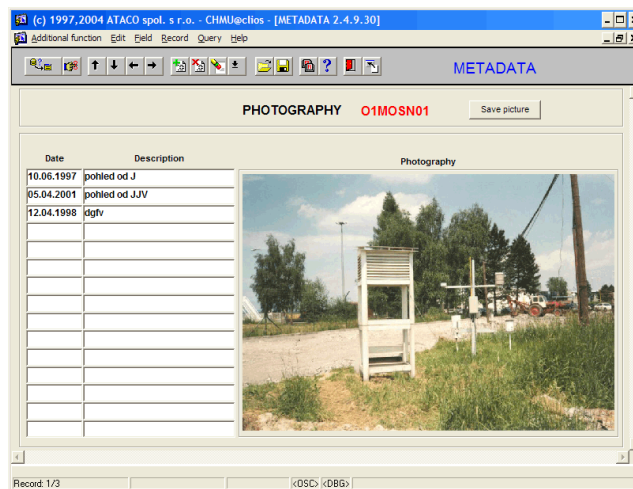 (c) 1997,2004 ATACO spol. s r.o. - CHMU@clios - [METADATA 2.4.9.30]
Additional function Edit Field Record Query Help
METADATA
PHOTOGRAPHY O1MOSN01 Save picture
Date Description Photography
10.06.1997 pohled od J
05.04.2001 pohled od JJV
12.04.1998 dgfv
Record: 1/3 <OSC> <DBG>